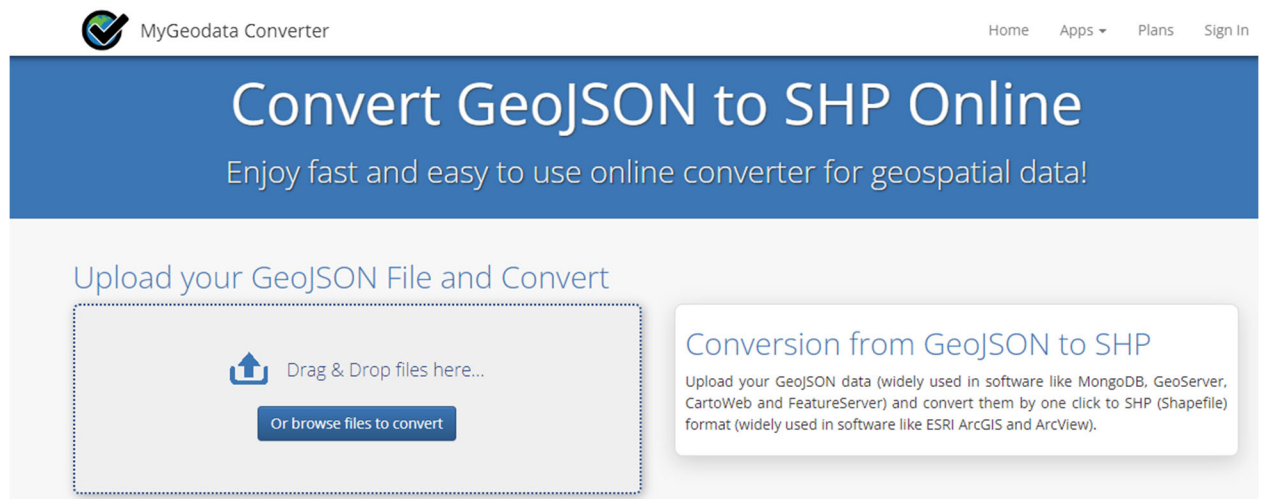 MyGeodata Converter
Home Apps Plans Sign In
Convert GeoJSON to SHP Online
Enjoy fast and easy to use online converter for geospatial data!
Upload your GeoJSON File and Convert
Drag & Drop files here...
Or browse files to convert
Conversion from GeoJSON to SHP
Upload your GeoJSON data (widely used in software like MongoDB, GeoServer,
CartoWeb and FeatureServer) and convert them by one click to SHP (Shapefile)
format (widely used in software like ESRI ArcGIS and ArcView).